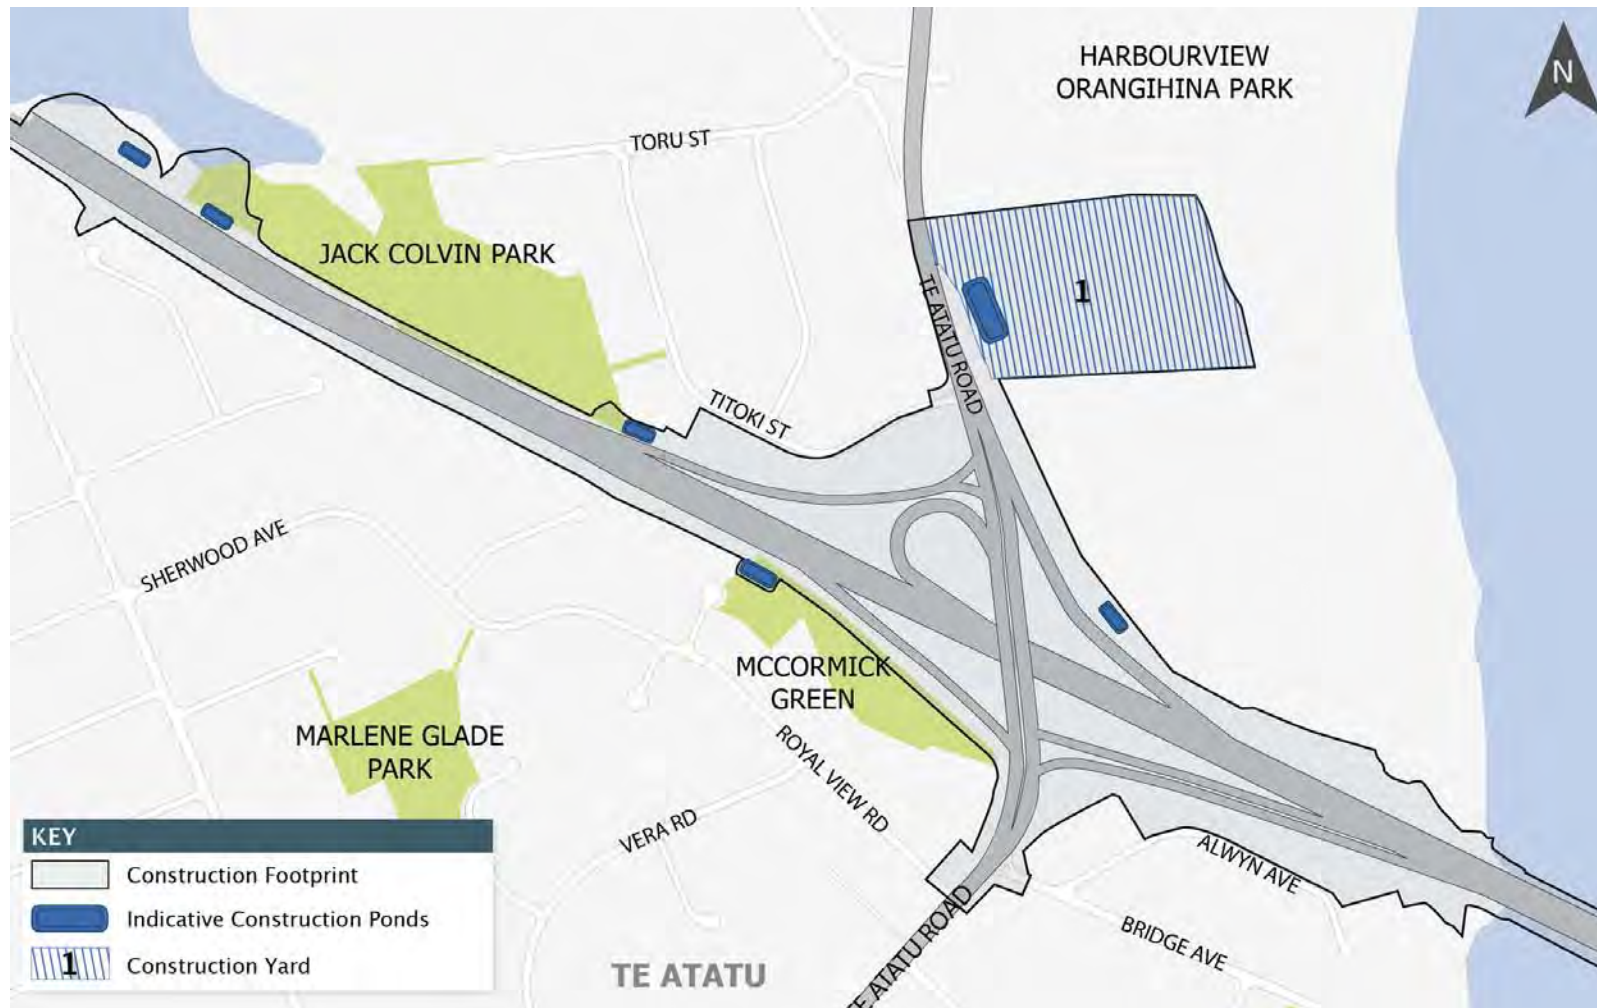 HARBOURVIEW
ORANGIHINA PARK
N
TORU ST
JACK COLVIN PARK
1
TE ATATU ROAD
TITOKI ST
SHERWOOD AVE
MCCORMICK
GREEN
MARLENE GLADE
PARK
ROYAL VIEW RD
VERA RD
ALWYN AVE
BRIDGE AVE
TE ATATU ROAD
TE ATATU
KEY
Construction Footprint
Indicative Construction Ponds
1
Construction Yard